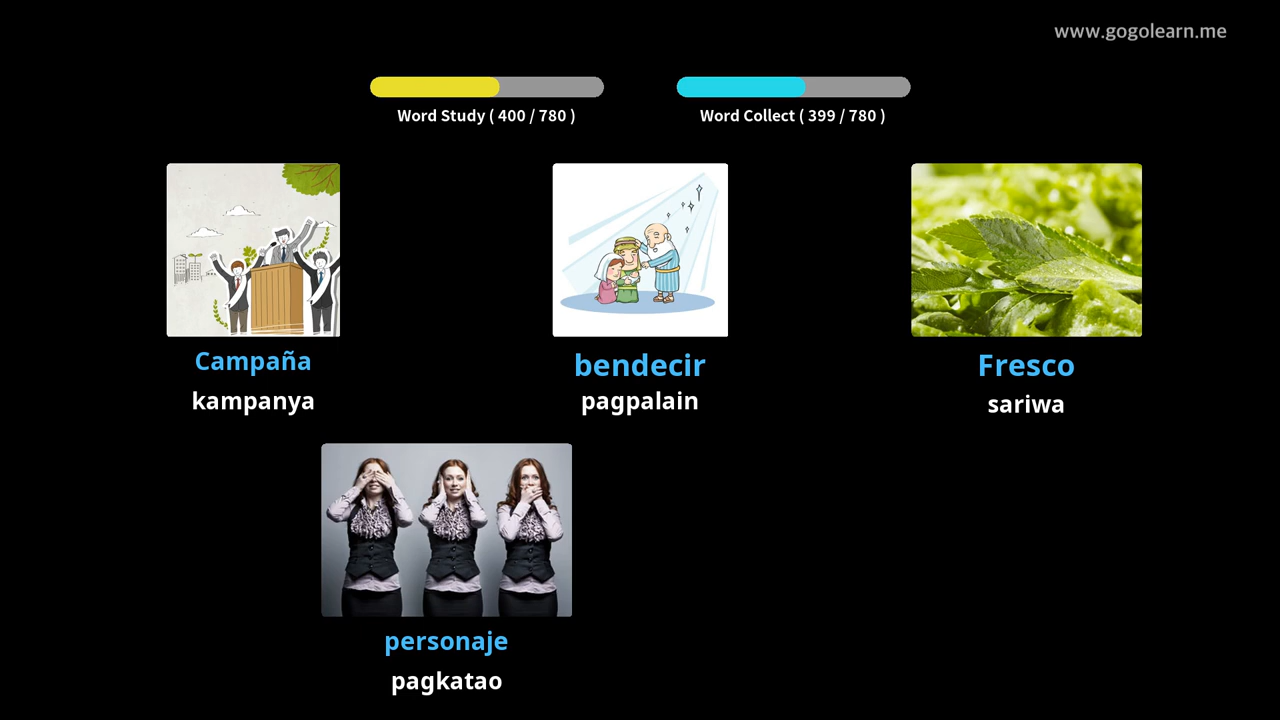 www.gogolearn.me
Word Study ( 400 / 780 )
Word Collect ( 399 / 780 )
Campaña
kampanya
bendecir
pagpalain
Fresco
sariwa
personaje
pagkatao